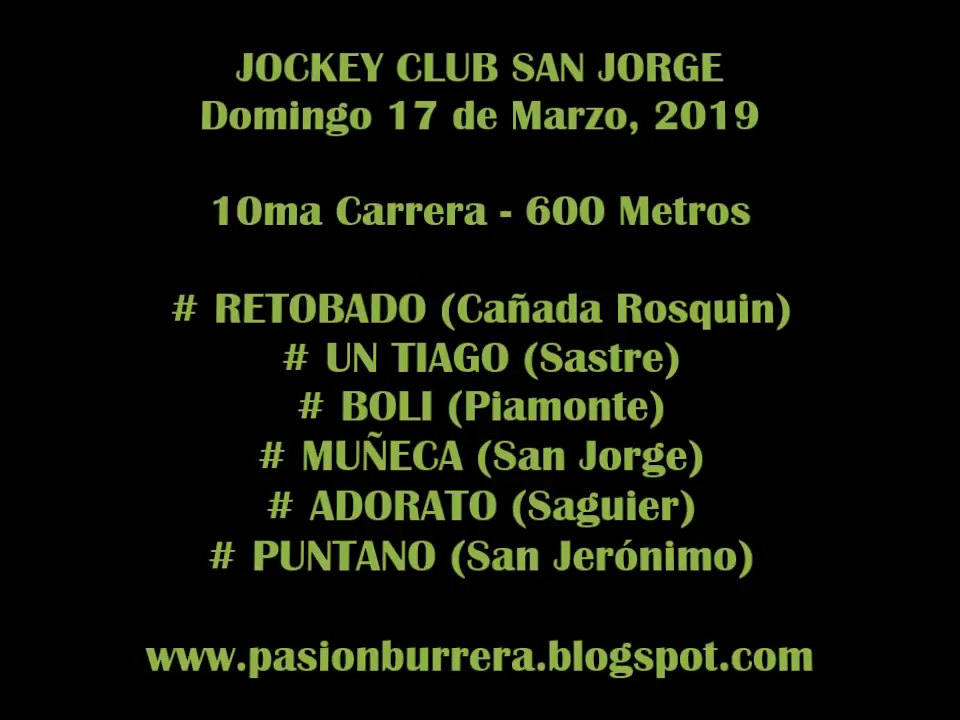 JOCKEY CLUB SAN JORGE
Domingo 17 de Marzo, 2019
10ma Carrera - 600 Metros
# RETOBADO (Cañada Rosquin)
# UN TIAGO (Sastre)
# BOLI (Piamonte)
# MUÑECA (San Jorge)
# ADORATO (Saguier)
# PUNTANO (San Jerónimo)
www.pasionburrera.blogspot.com